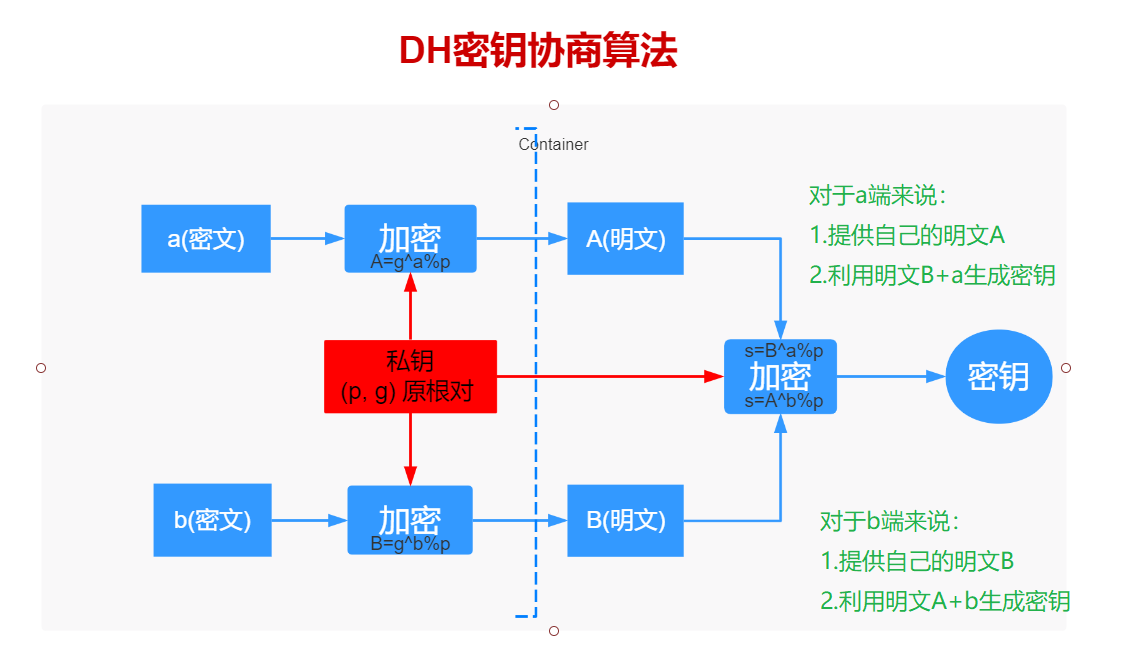 DH密钥协商算法
Container
对于a端来说：
1.提供自己的明文A
2.利用明文B+a生成密钥
a(密文)
加密
A=g^a%p
A(明文)
私钥
(p, g) 原根对
s=B^a%p
加密
s=A^b%p
密钥
b(密文)
加密
B=g^b%p
B(明文)
对于b端来说：
1.提供自己的明文B
2.利用明文A+b生成密钥